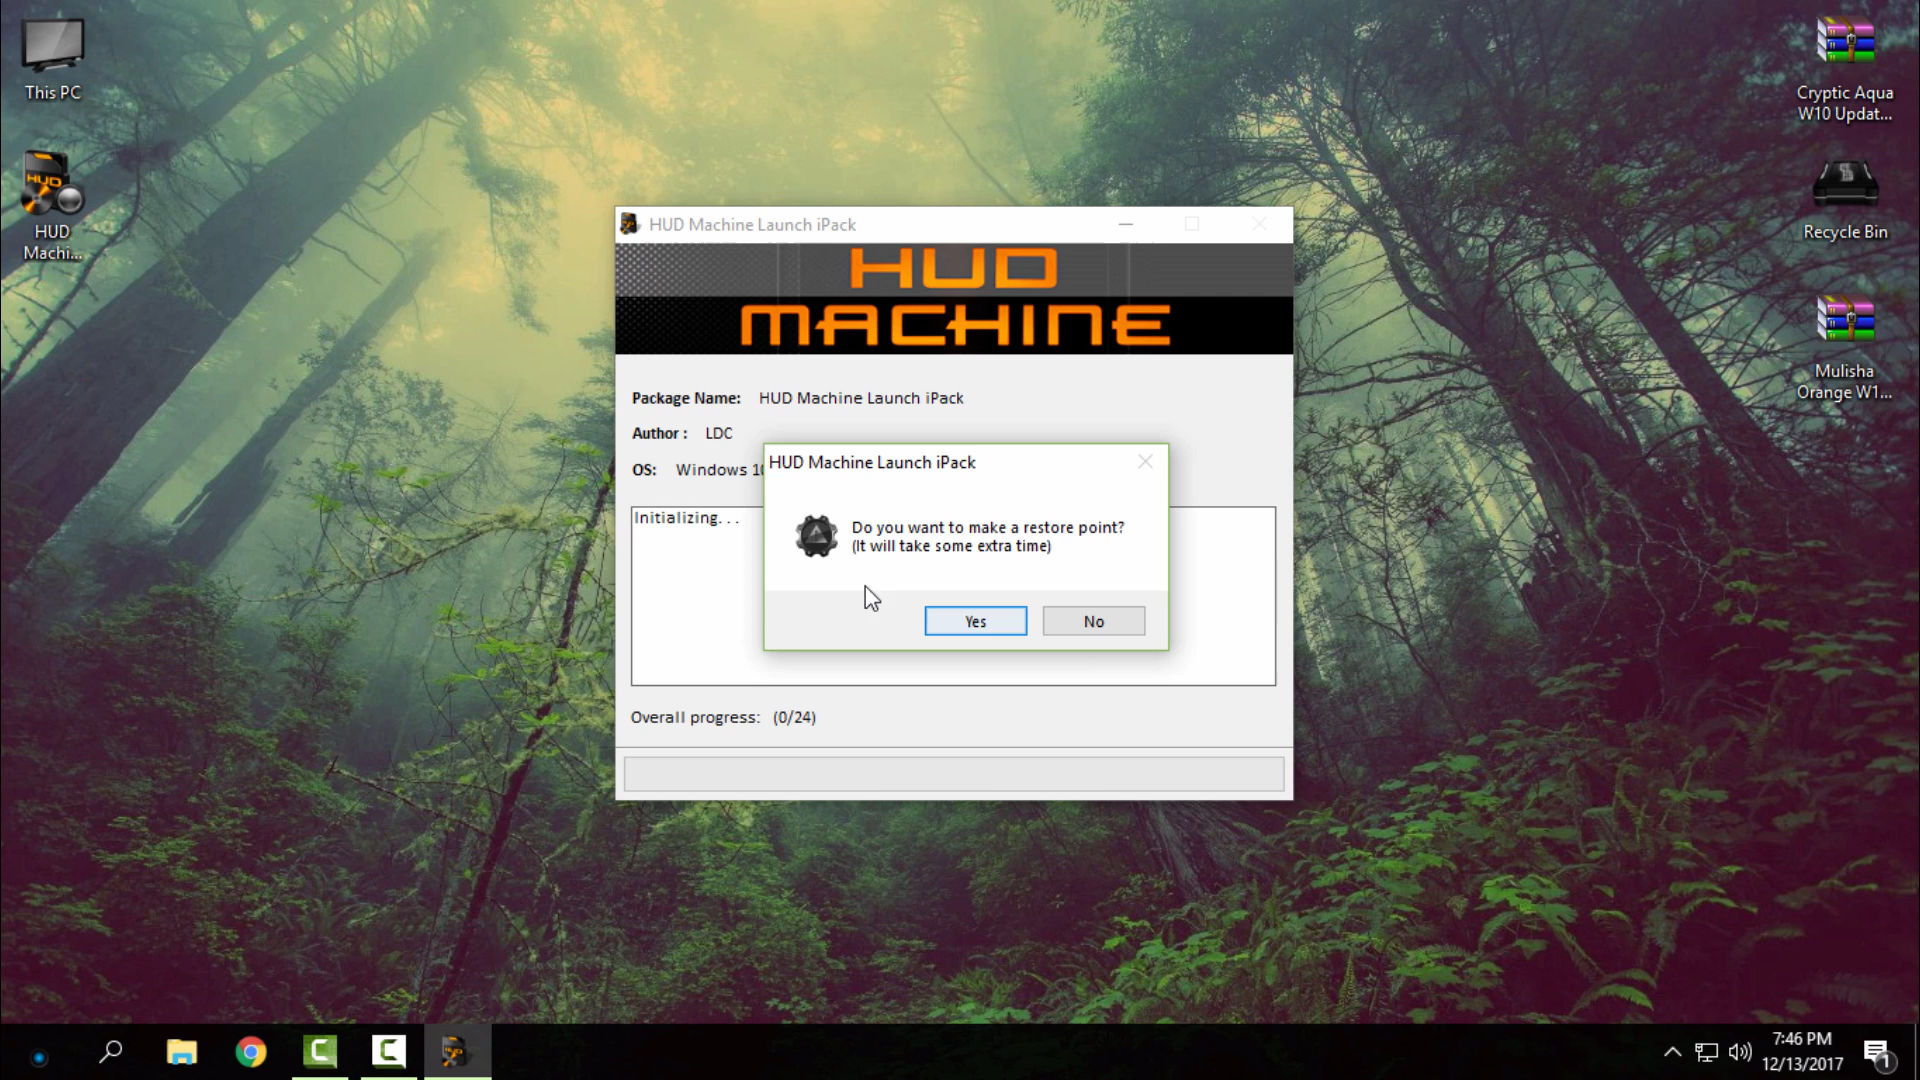 This PC
HUD
HUD
Machi...
Cryptic Aqua
W10 Updat...
Recycle Bin
Mulisha
Orange W1...
HUD Machine Launch iPack
HUD
MACHINE
Package Name: HUD Machine Launch iPack
Author : LDC
OS: Windows 10
Initializing...
HUD Machine Launch iPack
Do you want to make a restore point?
(It will take some extra time)
Yes
No
Overall progress: (0/24)
C
C
7:46 PM
12/13/2017
1